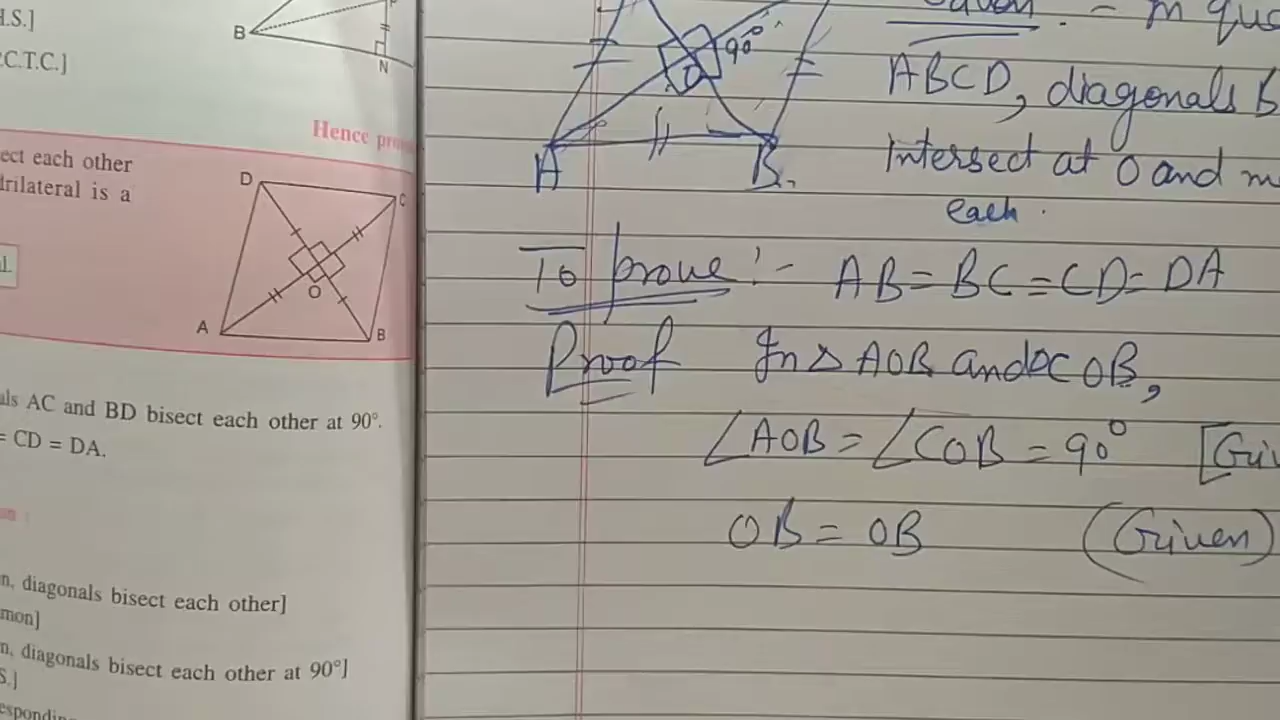 H.S.]
B
C.T.C.]
N
Hence
ect each other
drilateral is a
D
C
O
A
B
als AC and BD bisect each other at 90°.
= CD = DA.
n, diagonals bisect each other]
mon]
n, diagonals bisect each other at 90°]
S.]
90°
A
B.
Given : - In
ABCD, diagonals B
Intersect at O and
each.
To prove :- AB = BC = CD = DA
Proof In △ AOB and △COB,
∠AOB = ∠COB = 90° [Giv
OB = OB (Given)